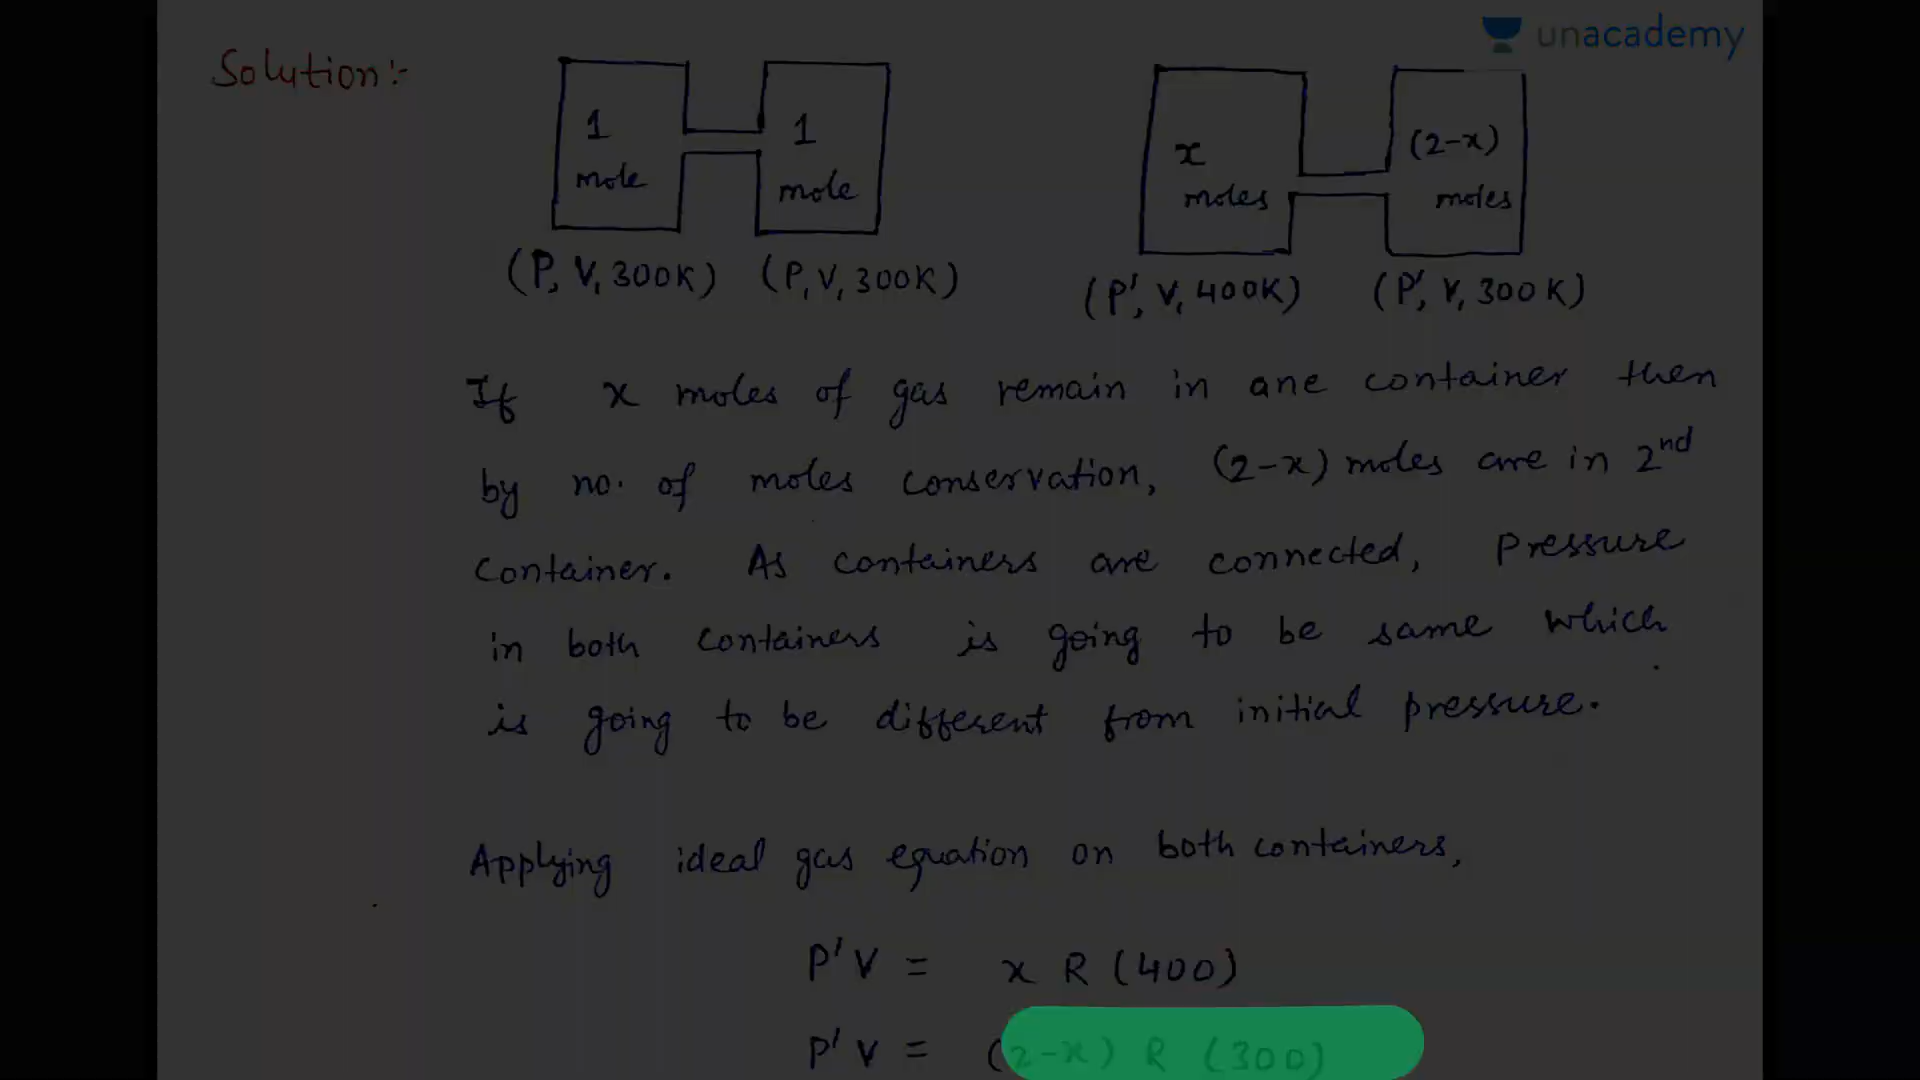 unacademy
Solution:-
1 mole 1 mole x moles (2-x) moles
(P, V, 300K) (P, V, 300K) (P', V, 400K) (P', V, 300K)
If x moles of gas remain in one container then
by no. of moles conservation, (2-x) moles are in 2nd
container. As containers are connected, pressure
in both containers is going to be same which
is going to be different from initial pressure.
Applying ideal gas equation on both containers,
P'V = x R (400)
P'V = (2-x) R (300)